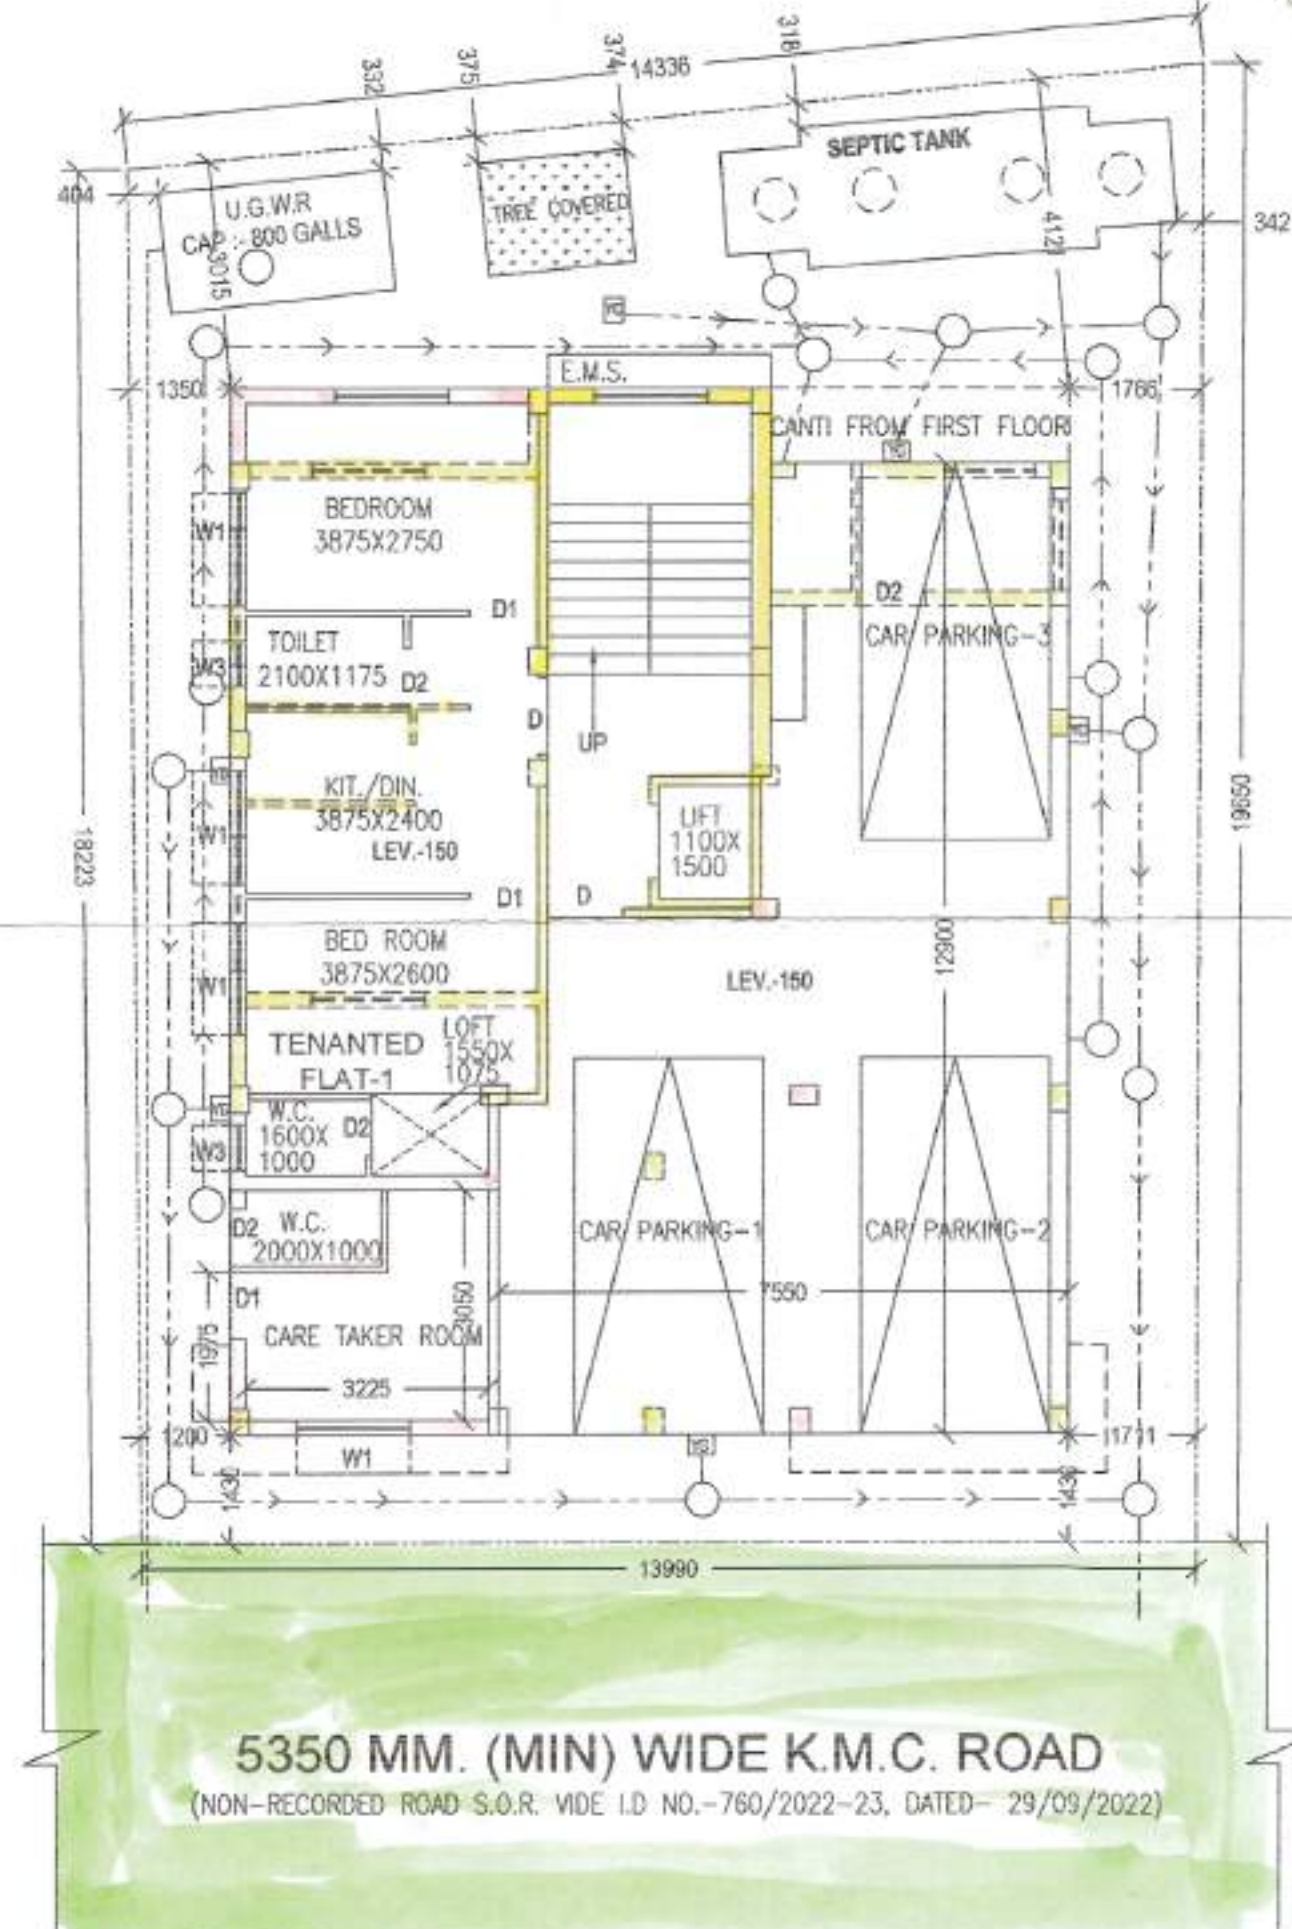 318
374
14336
375
332
SEPTIC TANK
404
U.G.W.R
CAP :- 800 GALLS
3015
TREE COVERED
4121
342
YP
E.M.S.
1350
1766
CANTI FROM FIRST FLOOR
YP
BEDROOM
3875X2750
W1
D1
D2
CAR PARKING-3
TOILET
2100X1175
D2
W3
D
UP
KIT./DIN.
3875X2400
LEV.-150
W1
LIFT
1100X
1500
18223
19650
D1
D
12900
BED ROOM
3875X2600
W1
LEV.-150
TENANTED
FLAT-1
LOFT
1550X
1075
W.C.
1600X
1000
D2
W3
D2
W.C.
2000X1000
CAR PARKING-1
CAR PARKING-2
7550
D1
3050
1975
CARE TAKER ROOM
3225
1200
W1
1711
1430
1430
13990
5350 MM. (MIN) WIDE K.M.C. ROAD
(NON-RECORDED ROAD S.O.R. VIDE I.D NO.-760/2022-23, DATED- 29/09/2022)